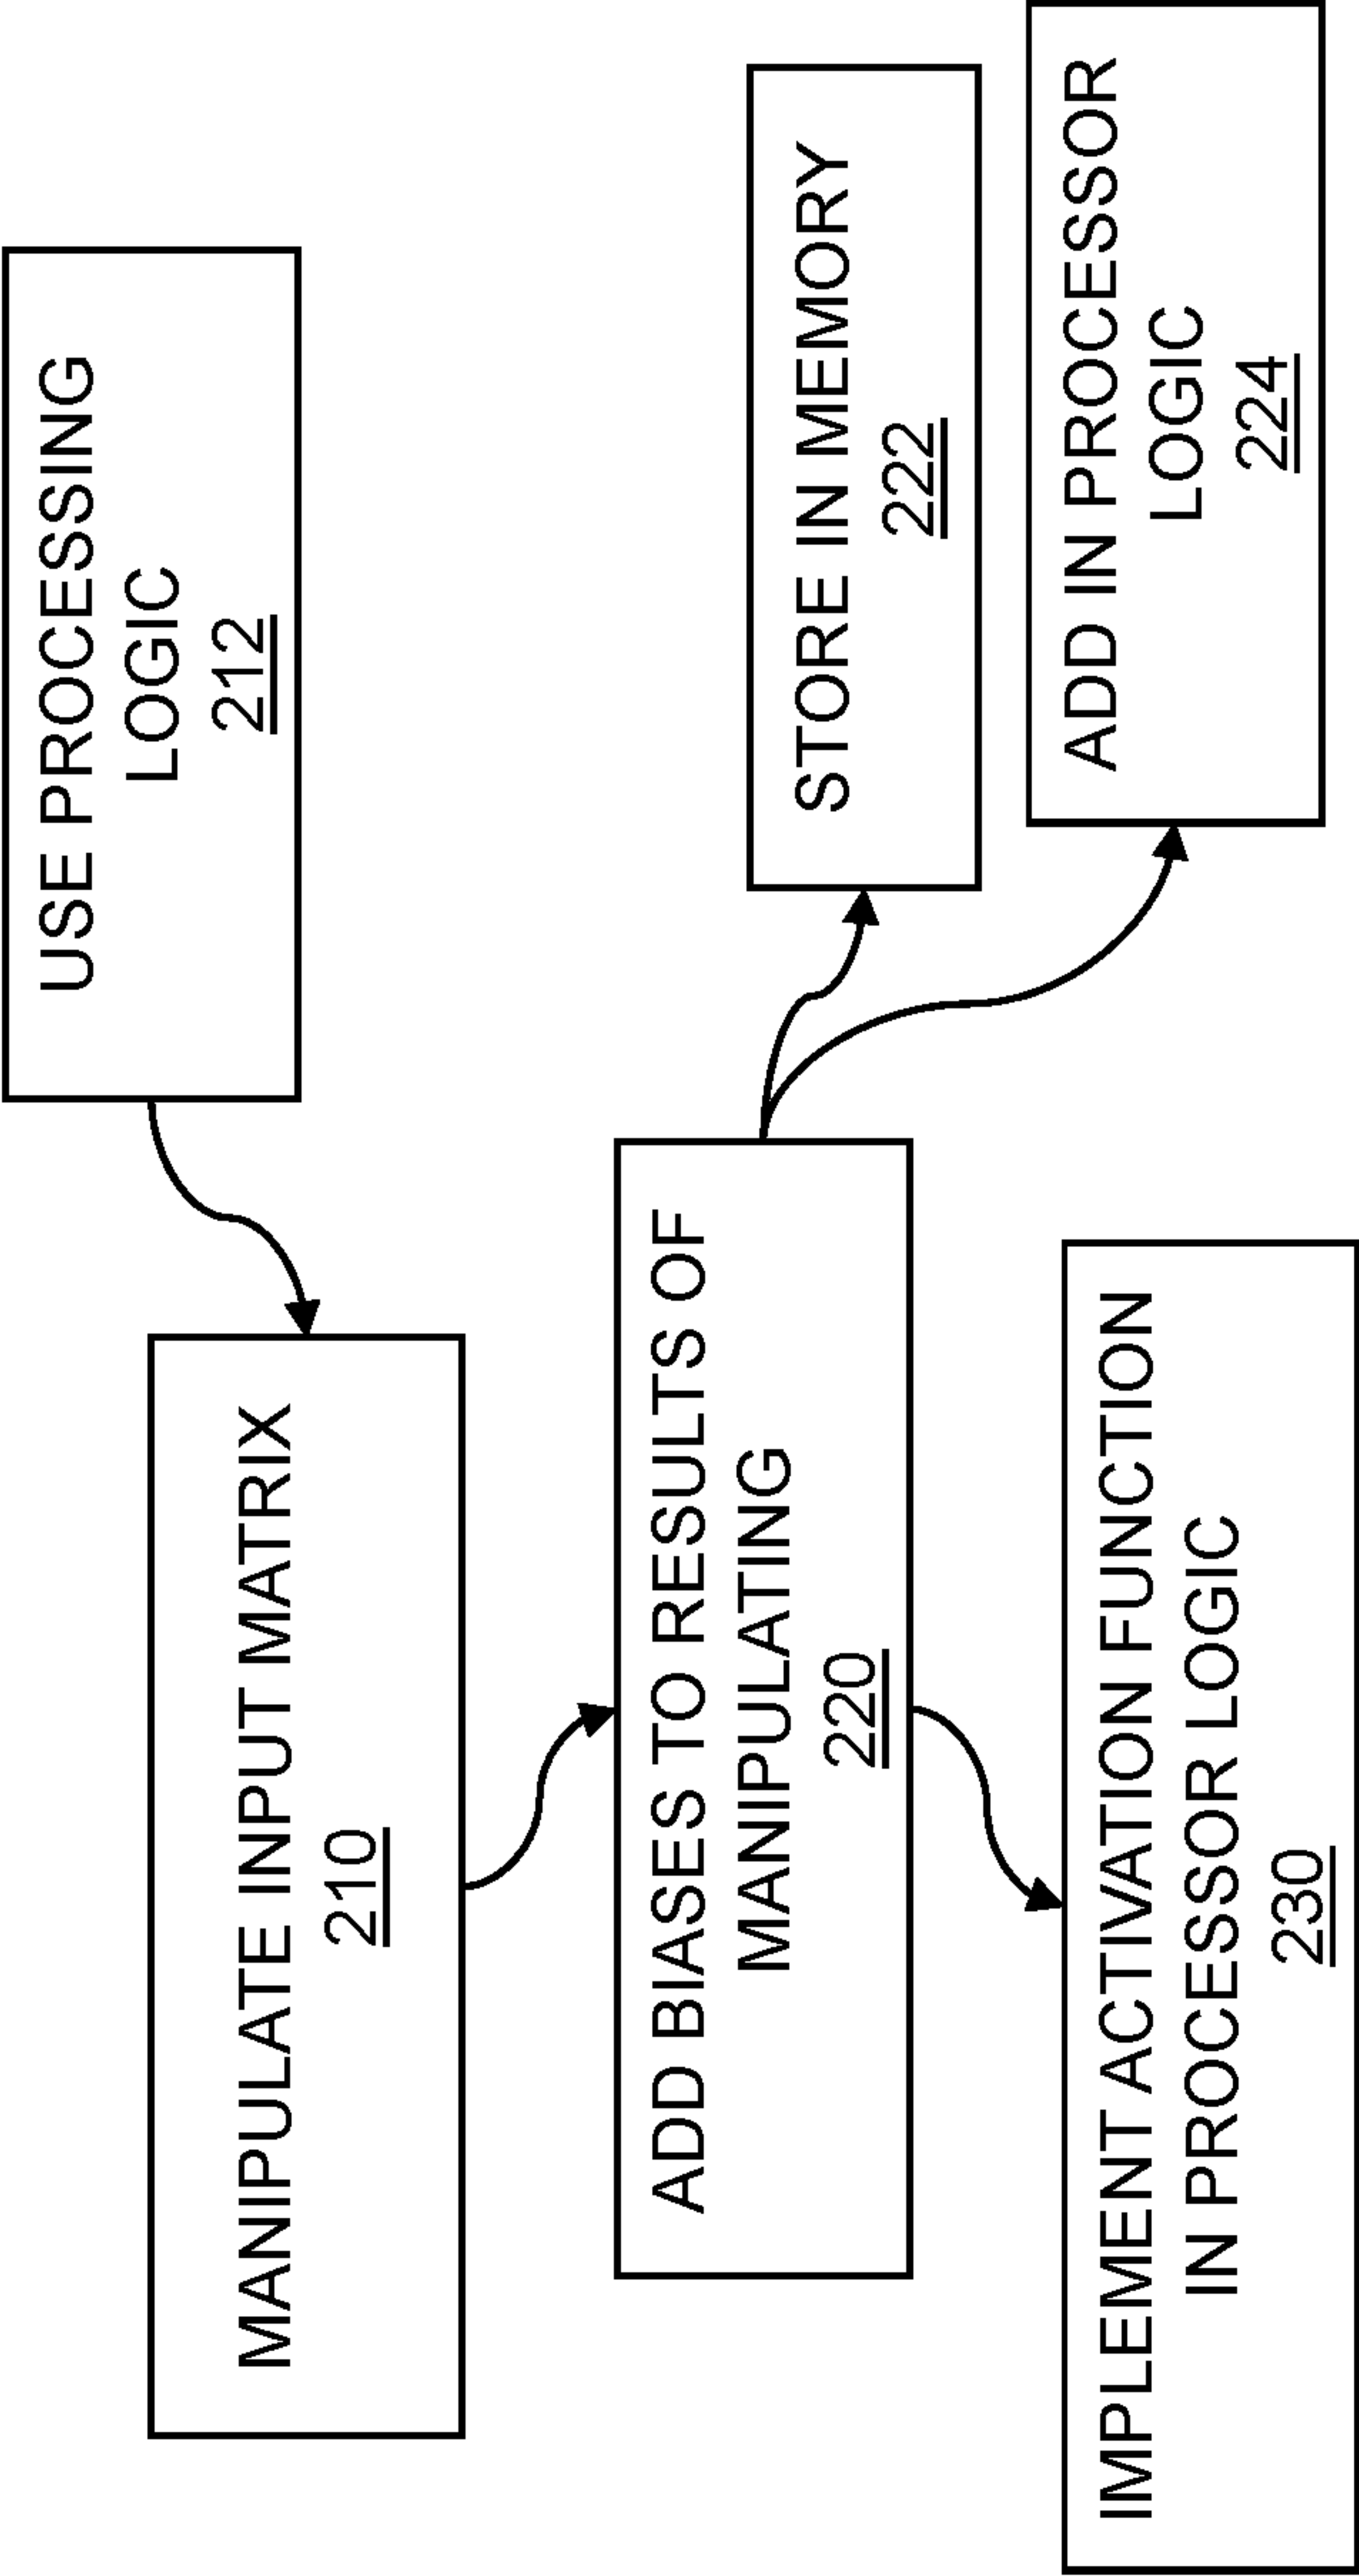 USE PROCESSING
LOGIC
212
MANIPULATE INPUT MATRIX
210
ADD BIASES TO RESULTS OF
MANIPULATING
220
STORE IN MEMORY
222
ADD IN PROCESSOR
LOGIC
224
IMPLEMENT ACTIVATION FUNCTION
IN PROCESSOR LOGIC
230